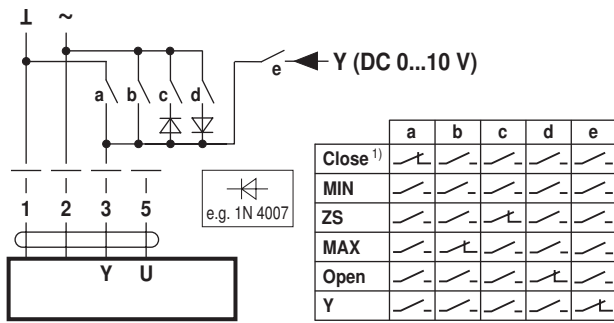 ⊥ ~
Y (DC 0...10 V)
e
a b c d
1 2 3 5
e.g. 1N 4007
Y U
a b c d e
Close 1)
MIN
ZS
MAX
Open
Y